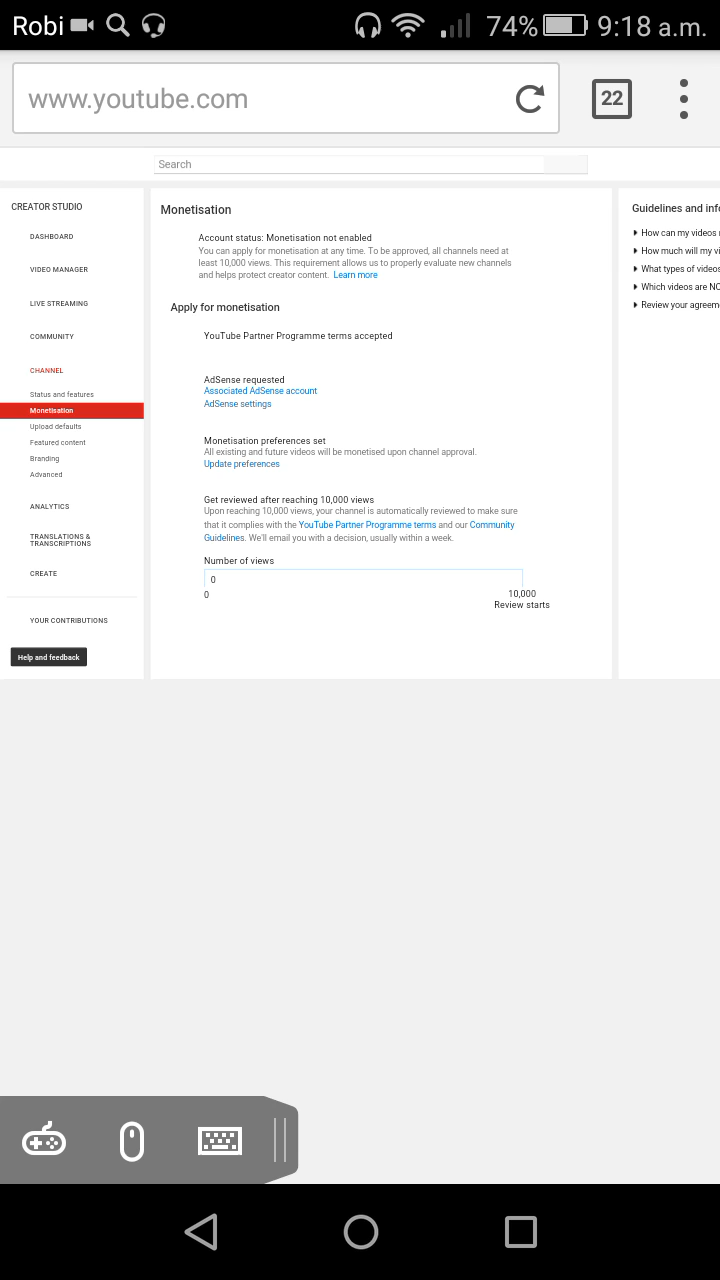 Robi 74% 9:18 a.m.
www.youtube.com 22
Search
CREATOR STUDIO
DASHBOARD
VIDEO MANAGER
LIVE STREAMING
COMMUNITY
CHANNEL
Status and features
Monetisation
Upload defaults
Featured content
Branding
Advanced
ANALYTICS
TRANSLATIONS &
TRANSCRIPTIONS
CREATE
YOUR CONTRIBUTIONS
Help and feedback
Monetisation
Account status: Monetisation not enabled
You can apply for monetisation at any time. To be approved, all channels need at
least 10,000 views. This requirement allows us to properly evaluate new channels
and helps protect creator content. Learn more
Apply for monetisation
YouTube Partner Programme terms accepted
AdSense requested
Associated AdSense account
AdSense settings
Monetisation preferences set
All existing and future videos will be monetised upon channel approval.
Update preferences
Get reviewed after reaching 10,000 views
Upon reaching 10,000 views, your channel is automatically reviewed to make sure
that it complies with the YouTube Partner Programme terms and our Community
Guidelines. We'll email you with a decision, usually within a week.
Number of views
0
0 10,000
Review starts
Guidelines and info
How can my videos
How much will my vi
What types of videos
Which videos are NO
Review your agreeme